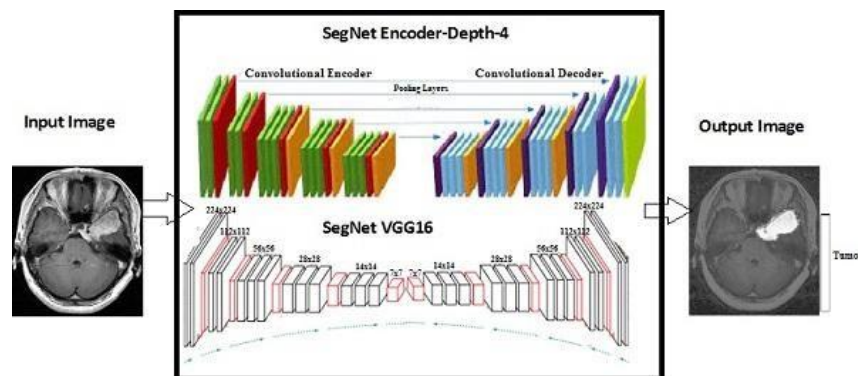 SegNet Encoder-Depth-4
Convolutional Encoder
Convolutional Decoder
Pooling Layers
Input Image
Output Image
224x224
112x112
56x56
28x28
14x14
7x7
7x7
14x14
28x28
56x56
112x112
224x224
SegNet VGG16
Tumo